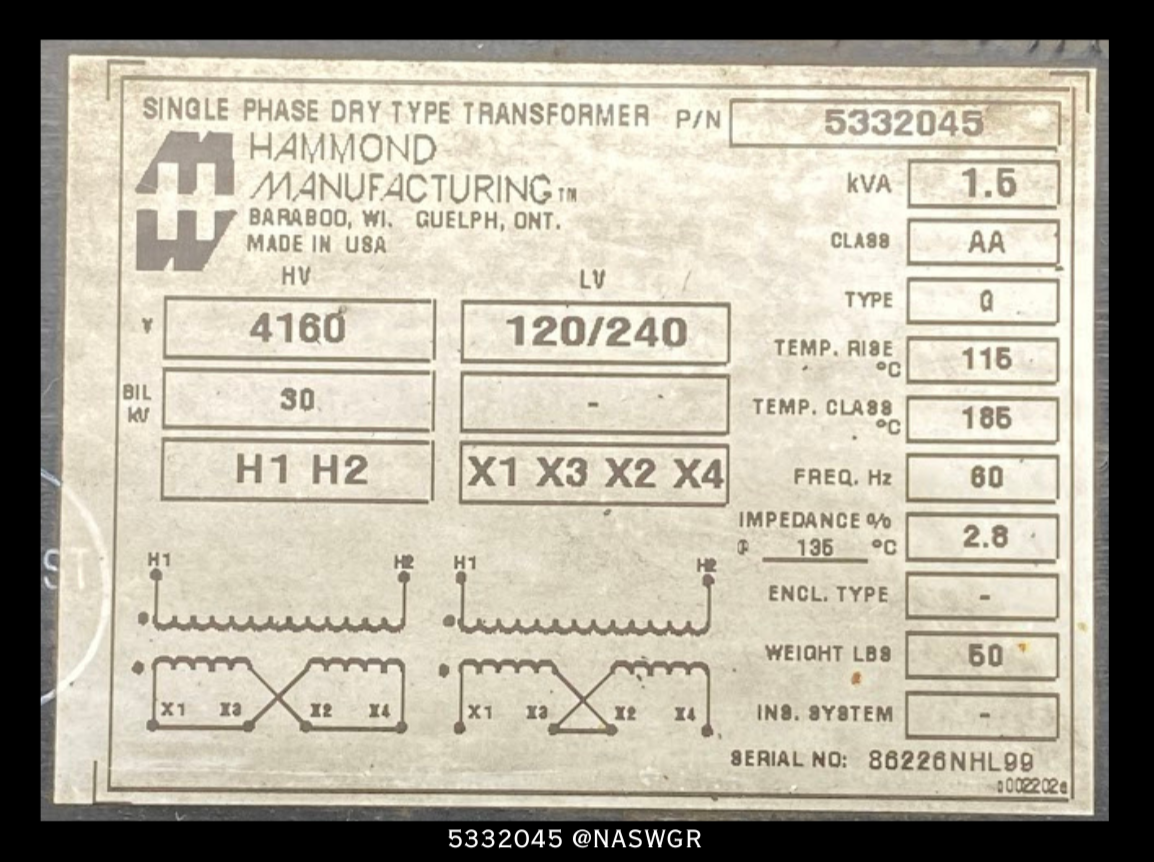 SINGLE PHASE DRY TYPE TRANSFORMER P/N 5332045
HAMMOND
MANUFACTURING™
BARABOO, WI. GUELPH, ONT.
MADE IN USA
kVA 1.5
CLASS AA
TYPE Q
HV LV
V 4160 120/240
TEMP. RISE °C 115
BIL kV 30 -
TEMP. CLASS °C 185
H1 H2 X1 X3 X2 X4
FREQ. Hz 60
IMPEDANCE %
@ 135 °C 2.8
ENCL. TYPE -
WEIGHT LBS 50
INS. SYSTEM -
H1 H2 H1 H2
X1 X3 X2 X4 X1 X3 X2 X4
SERIAL NO: 86226NHL99
ST
5332045 @NASWGR